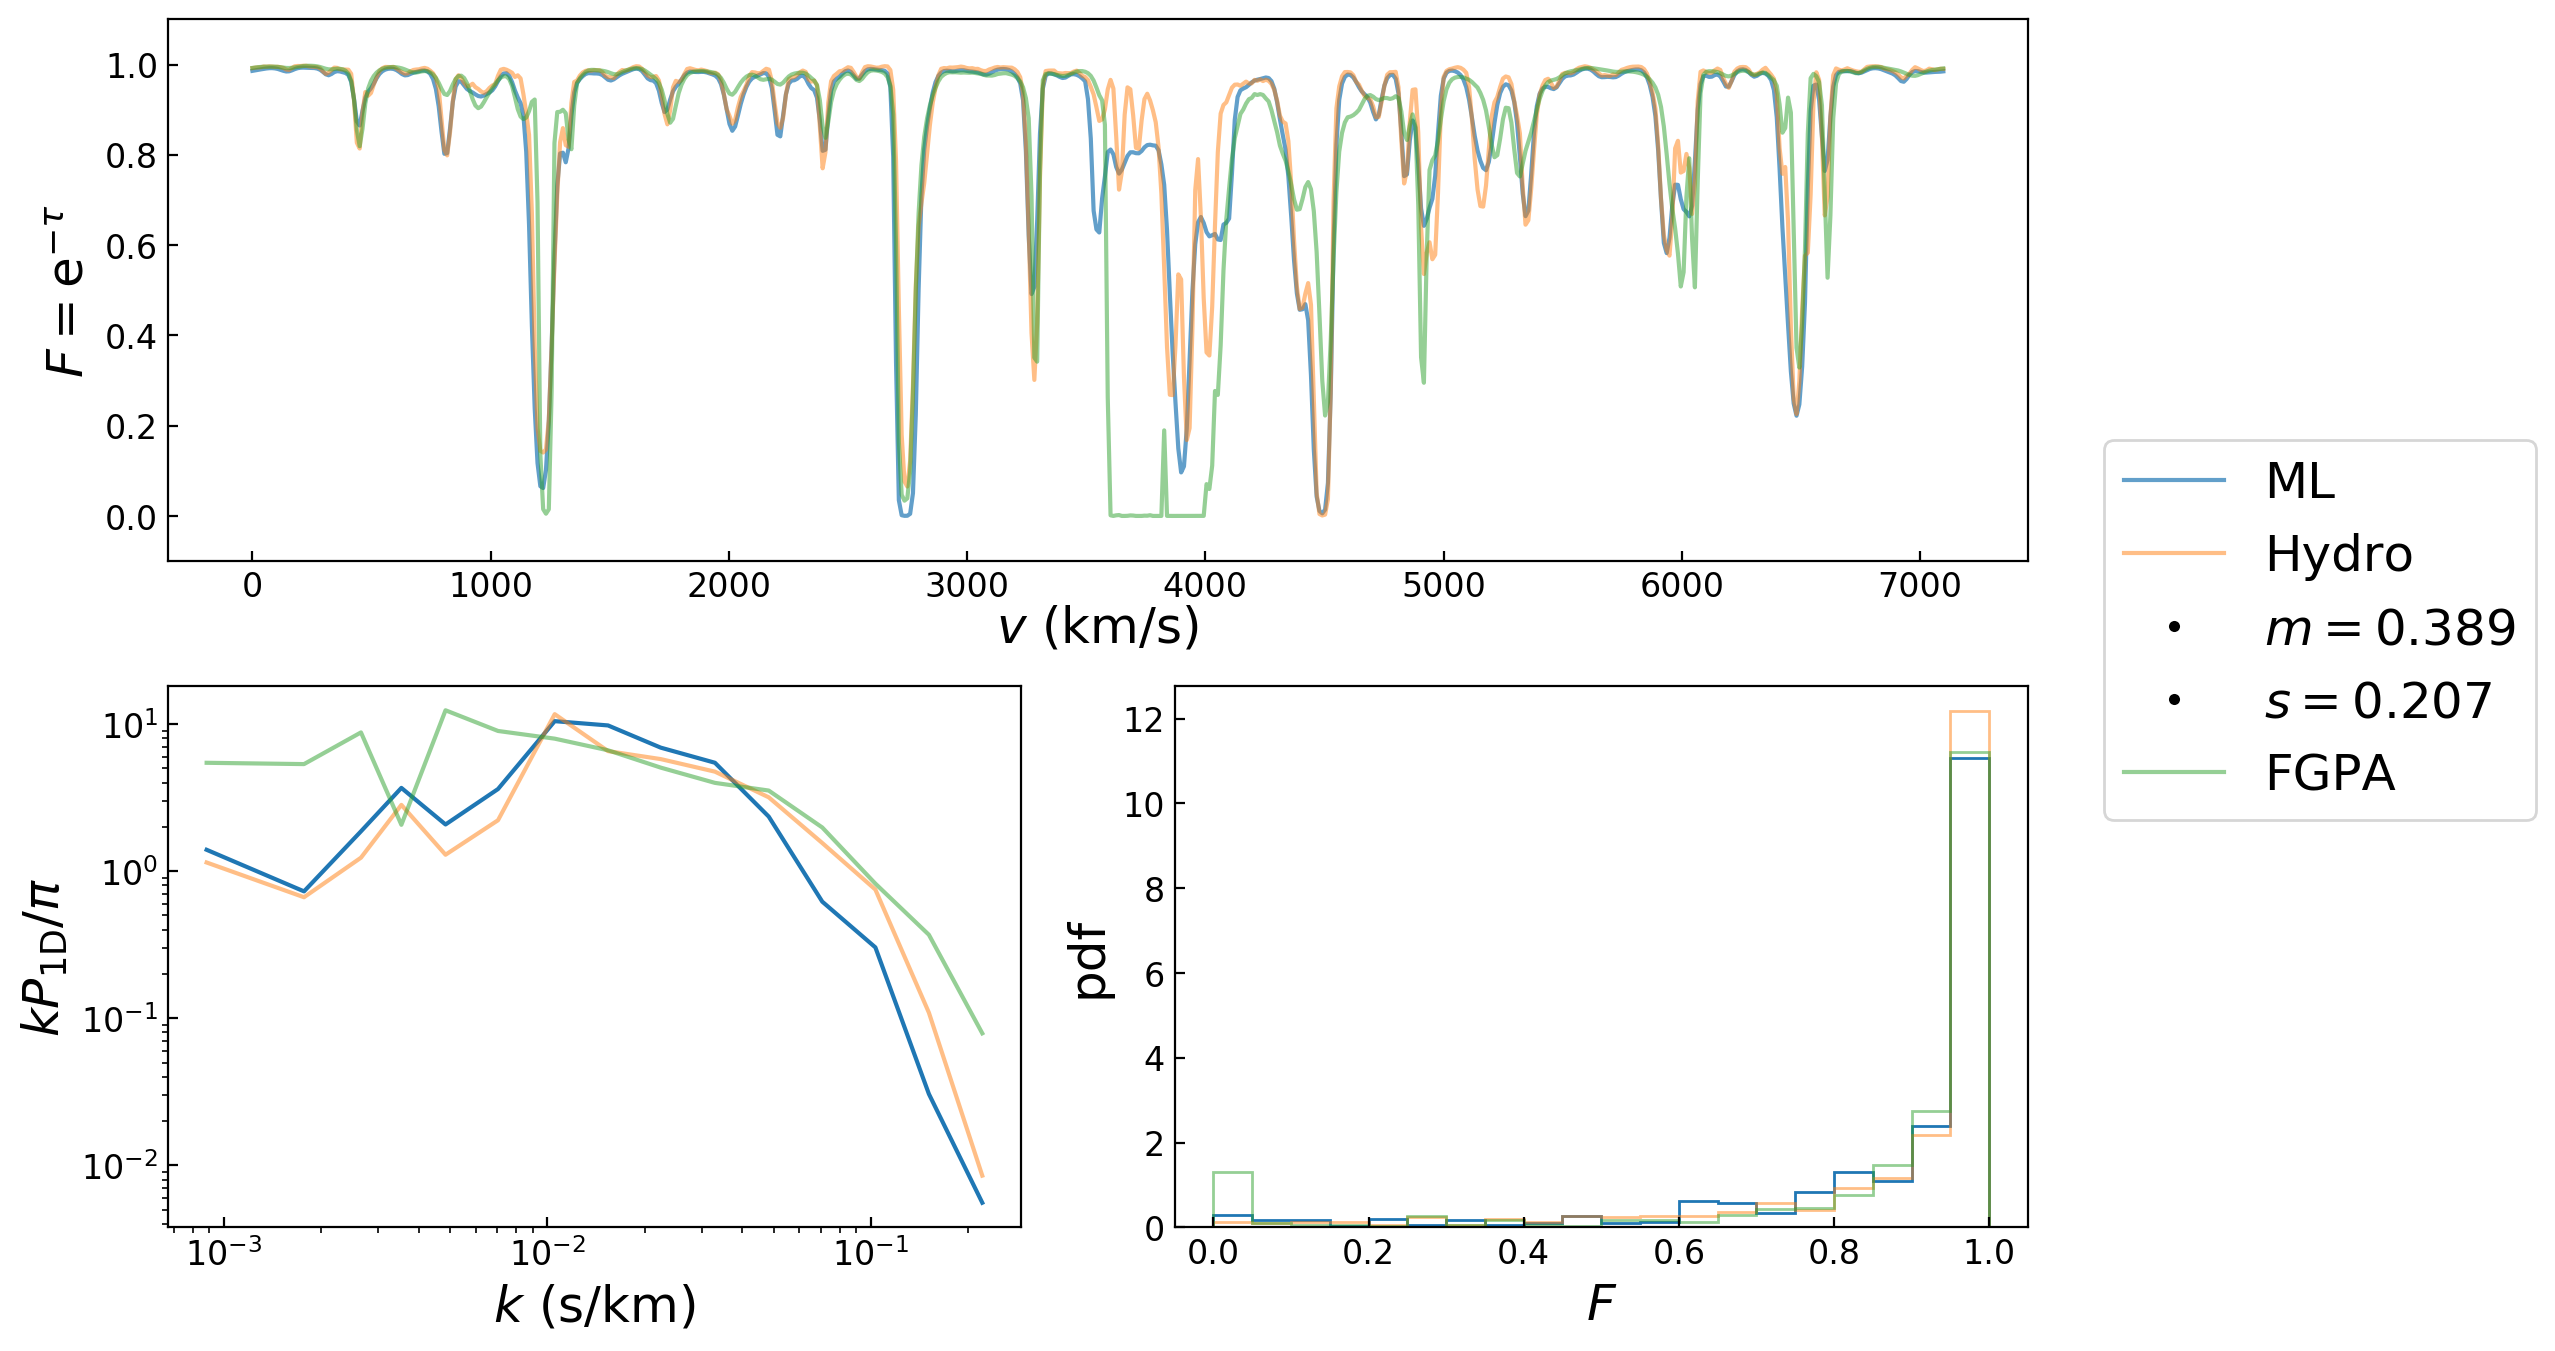 F = e^{−τ}
1.0
0.8
0.6
0.4
0.2
0.0
0 1000 2000 3000 4000 5000 6000 7000
v (km/s)
ML
Hydro
m = 0.389
s = 0.207
FGPA
kP_{1D}/π
10^1
10^0
10^{−1}
10^{−2}
10^{−3} 10^{−2} 10^{−1}
k (s/km)
pdf
12
10
8
6
4
2
0
0.0 0.2 0.4 0.6 0.8 1.0
F